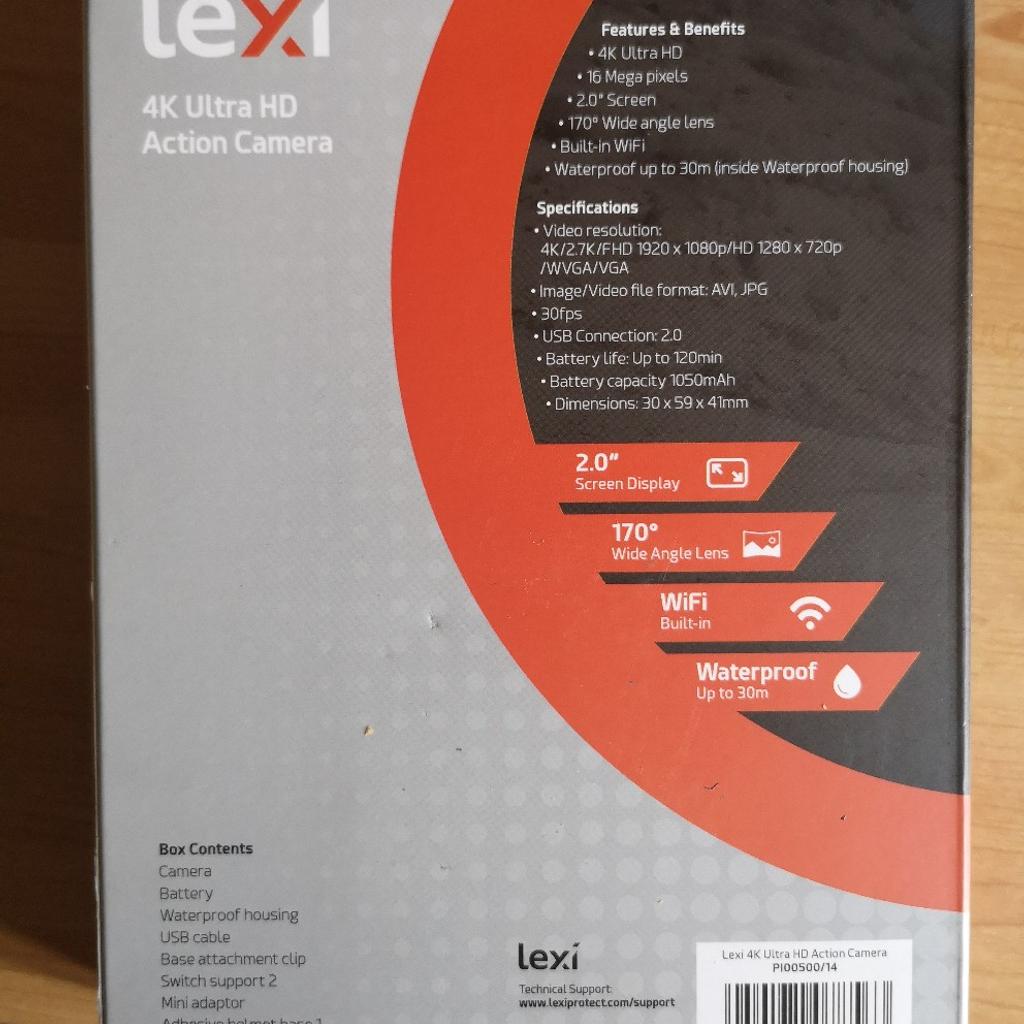 lexi
4K Ultra HD
Action Camera
Features & Benefits
• 4K Ultra HD
• 16 Mega pixels
• 2.0" Screen
• 170° Wide angle lens
• Built-in WiFi
• Waterproof up to 30m (inside Waterproof housing)
Specifications
• Video resolution:
4K/2.7K/FHD 1920 x 1080p/HD 1280 x 720p
/WVGA/VGA
• Image/Video file format: AVI, JPG
• 30fps
• USB Connection: 2.0
• Battery life: Up to 120min
• Battery capacity 1050mAh
• Dimensions: 30 x 59 x 41mm
2.0"
Screen Display
170°
Wide Angle Lens
WiFi
Built-in
Waterproof
Up to 30m
Box Contents
Camera
Battery
Waterproof housing
USB cable
Base attachment clip
Switch support 2
Mini adaptor
Adhesive helmet base 1
lexi
Technical Support:
www.lexiprotect.com/support
Lexi 4K Ultra HD Action Camera
PI00500/14